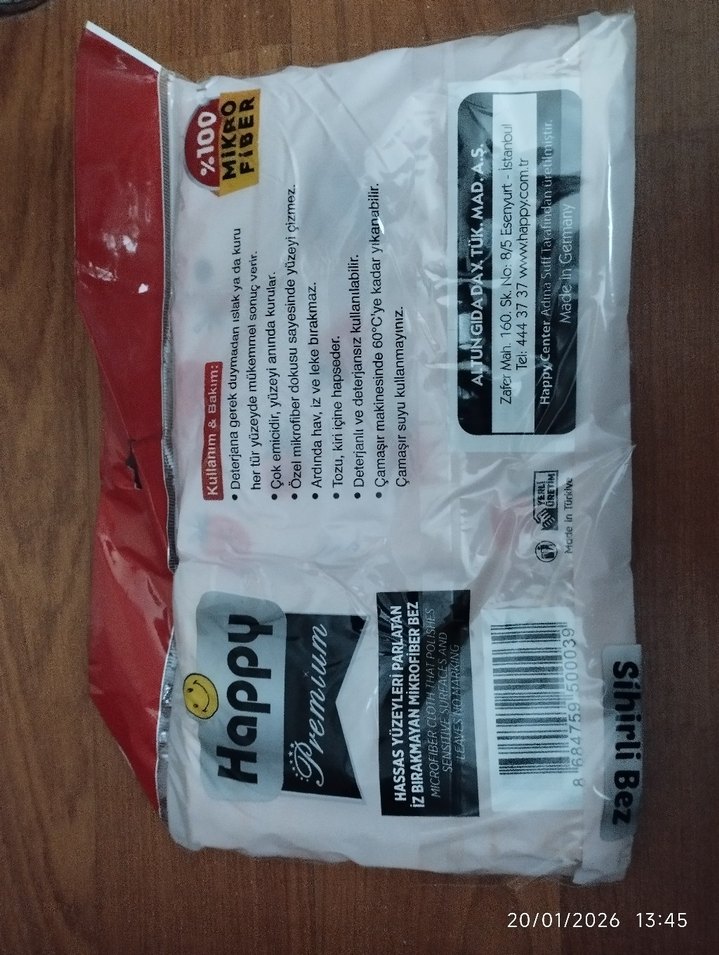 Happy
Premium
HASSAS YÜZEYLERİ PARLATAN
İZ BIRAKMAYAN MİKROFİBER BEZ
MICROFIBER CLOTH THAT POLISHES
SENSITIVE SURFACES AND
LEAVES NO MARKING
8 684759 500039
Sihirli Bez
%100
MİKRO
FİBER
Kullanım & Bakım:
• Deterjana gerek duymadan ıslak ya da kuru
her tür yüzeyde mükemmel sonuç verir.
• Çok emicidir, yüzeyi anında kurular.
• Özel mikrofiber dokusu sayesinde yüzeyi çizmez.
• Ardında hav, iz ve leke bırakmaz.
• Tozu, kiri içine hapseder.
• Deterjanlı ve deterjansız kullanılabilir.
• Çamaşır makinesinde 60°C'ye kadar yıkanabilir.
Çamaşır suyu kullanmayınız.
YERLİ
ÜRETİM
Made in Türkiye
ALTUNGIDA DAY. TÜK. MAD. A.Ş.
Zafer Mah. 160. Sk. No: 8/5 Esenyurt - İstanbul
Tel: 444 37 37 www.happy.com.tr
Happy Center Adına Stff Tarafından üretilmiştir.
Made in Germany
20/01/2026 13:45